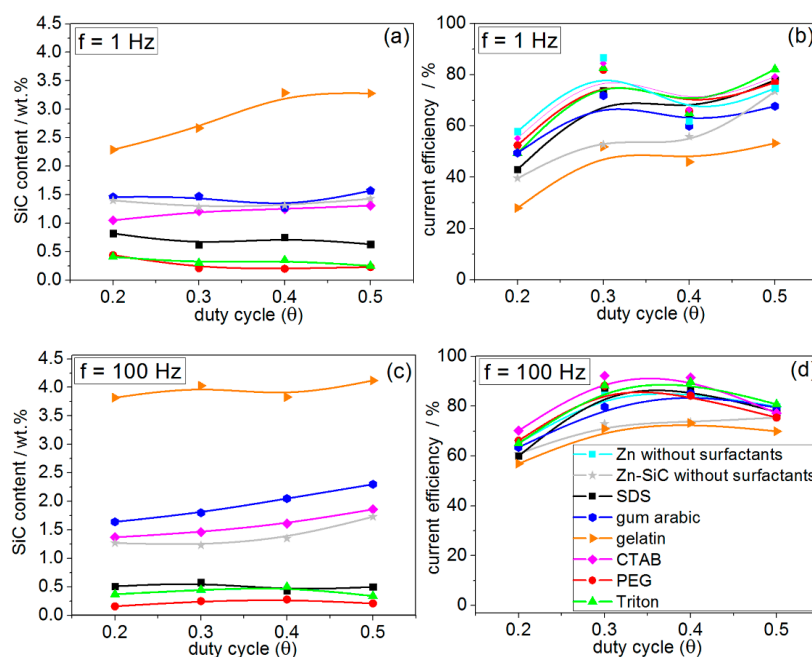 f = 1 Hz
(a)
SiC content / wt.%
4.5
4.0
3.5
3.0
2.5
2.0
1.5
1.0
0.5
0.0
0.2
0.3
0.4
0.5
duty cycle (θ)
f = 1 Hz
(b)
current efficiency / %
100
80
60
40
20
0
0.2
0.3
0.4
0.5
duty cycle (θ)
f = 100 Hz
(c)
SiC content / wt.%
4.5
4.0
3.5
3.0
2.5
2.0
1.5
1.0
0.5
0.0
0.2
0.3
0.4
0.5
duty cycle (θ)
f = 100 Hz
(d)
current efficiency / %
100
80
60
40
20
0
0.2
0.3
0.4
0.5
duty cycle (θ)
Zn without surfactants
Zn-SiC without surfactants
SDS
gum arabic
gelatin
CTAB
PEG
Triton